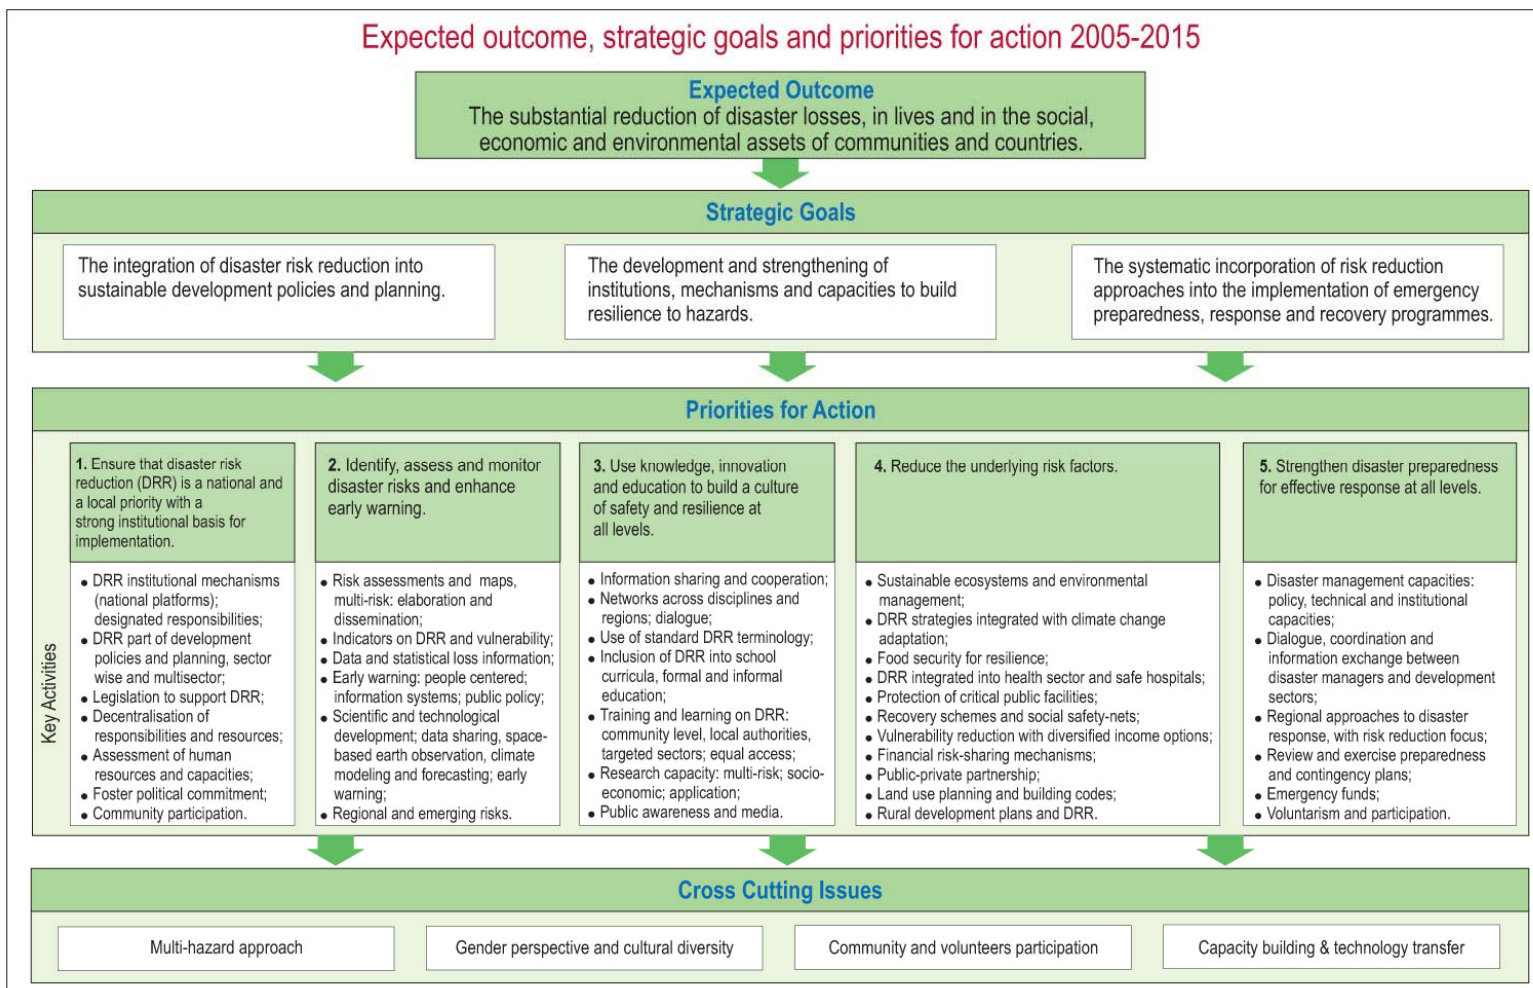 Expected outcome, strategic goals and priorities for action 2005-2015
Expected Outcome
The substantial reduction of disaster losses, in lives and in the social,
economic and environmental assets of communities and countries.
Strategic Goals
The integration of disaster risk reduction into
sustainable development policies and planning.
The development and strengthening of
institutions, mechanisms and capacities to build
resilience to hazards.
The systematic incorporation of risk reduction
approaches into the implementation of emergency
preparedness, response and recovery programmes.
Priorities for Action
Key Activities
1. Ensure that disaster risk
reduction (DRR) is a national and
a local priority with a
strong institutional basis for
implementation.
● DRR institutional mechanisms
(national platforms);
designated responsibilities;
● DRR part of development
policies and planning, sector
wise and multisector;
● Legislation to support DRR;
● Decentralisation of
responsibilities and resources;
● Assessment of human
resources and capacities;
● Foster political commitment;
● Community participation.
2. Identify, assess and monitor
disaster risks and enhance
early warning.
● Risk assessments and maps,
multi-risk: elaboration and
dissemination;
● Indicators on DRR and vulnerability;
● Data and statistical loss information;
● Early warning: people centered;
information systems; public policy;
● Scientific and technological
development; data sharing, space-
based earth observation, climate
modeling and forecasting; early
warning;
● Regional and emerging risks.
3. Use knowledge, innovation
and education to build a culture
of safety and resilience at
all levels.
● Information sharing and cooperation;
● Networks across disciplines and
regions; dialogue;
● Use of standard DRR terminology;
● Inclusion of DRR into school
curricula, formal and informal
education;
● Training and learning on DRR:
community level, local authorities,
targeted sectors; equal access;
● Research capacity: multi-risk; socio-
economic; application;
● Public awareness and media.
4. Reduce the underlying risk factors.
● Sustainable ecosystems and environmental
management;
● DRR strategies integrated with climate change
adaptation;
● Food security for resilience;
● DRR integrated into health sector and safe hospitals;
● Protection of critical public facilities;
● Recovery schemes and social safety-nets;
● Vulnerability reduction with diversified income options;
● Financial risk-sharing mechanisms;
● Public-private partnership;
● Land use planning and building codes;
● Rural development plans and DRR.
5. Strengthen disaster preparedness
for effective response at all levels.
● Disaster management capacities:
policy, technical and institutional
capacities;
● Dialogue, coordination and
information exchange between
disaster managers and development
sectors;
● Regional approaches to disaster
response, with risk reduction focus;
● Review and exercise preparedness
and contingency plans;
● Emergency funds;
● Voluntarism and participation.
Cross Cutting Issues
Multi-hazard approach
Gender perspective and cultural diversity
Community and volunteers participation
Capacity building & technology transfer